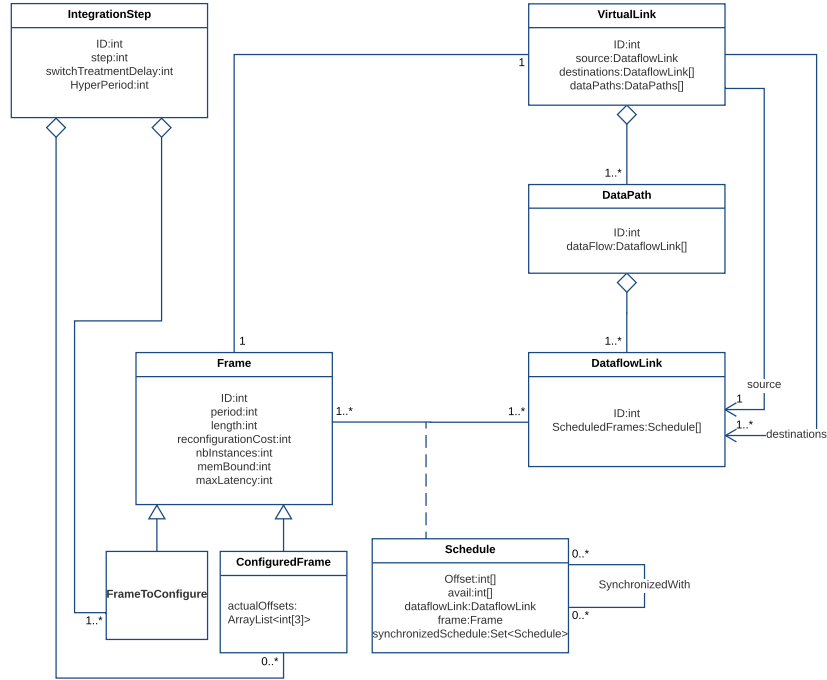 IntegrationStep
ID:int
step:int
switchTreatmentDelay:int
HyperPeriod:int
VirtualLink
ID:int
source:DataflowLink
destinations:DataflowLink[]
dataPaths:DataPaths[]
1
1..*
DataPath
ID:int
dataFlow:DataflowLink[]
1..*
1
Frame
ID:int
period:int
length:int
reconfigurationCost:int
nbInstances:int
memBound:int
maxLatency:int
1..*
1..*
DataflowLink
ID:int
ScheduledFrames:Schedule[]
source
1
1..*
destinations
FrameToConfigure
1..*
ConfiguredFrame
actualOffsets:
ArrayList<int[3]>
0..*
Schedule
Offset:int[]
avail:int[]
dataflowLink:DataflowLink
frame:Frame
synchronizedSchedule:Set<Schedule>
0..*
SynchronizedWith
0..*